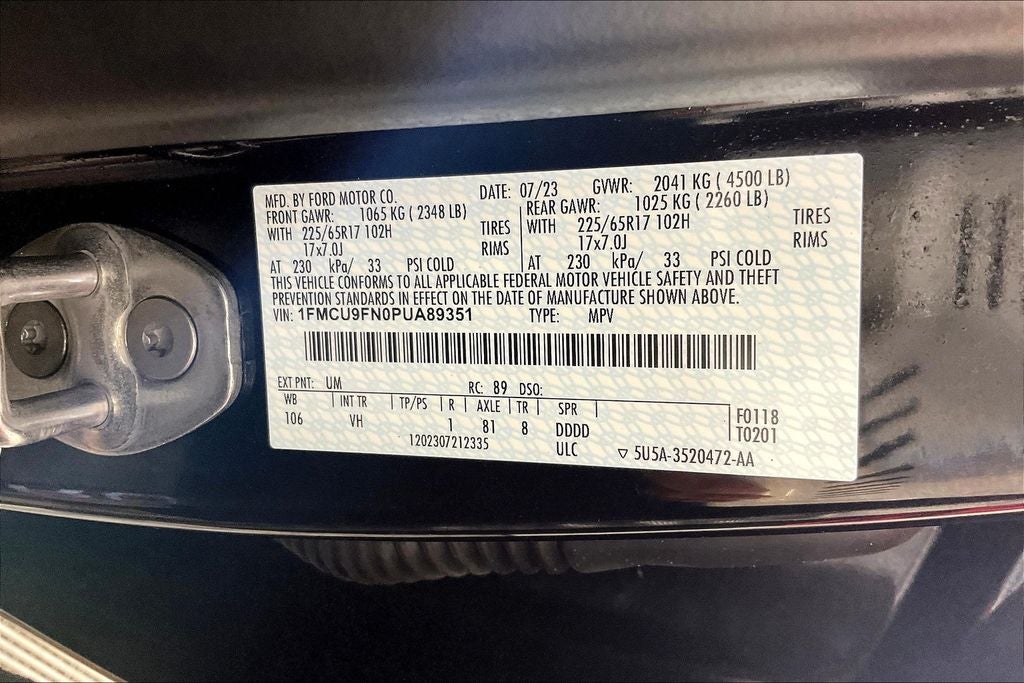 MFD. BY FORD MOTOR CO. DATE: 07/23 GVWR: 2041 KG ( 4500 LB)
FRONT GAWR: 1065 KG ( 2348 LB) REAR GAWR: 1025 KG ( 2260 LB)
WITH 225/65R17 102H TIRES WITH 225/65R17 102H TIRES
17x7.0J RIMS 17x7.0J RIMS
AT 230 kPa/ 33 PSI COLD AT 230 kPa/ 33 PSI COLD
THIS VEHICLE CONFORMS TO ALL APPLICABLE FEDERAL MOTOR VEHICLE SAFETY AND THEFT
PREVENTION STANDARDS IN EFFECT ON THE DATE OF MANUFACTURE SHOWN ABOVE.
VIN: 1FMCU9FN0PUA89351 TYPE: MPV
EXT PNT: UM RC: 89 DSO:
WB INT TR TP/PS R AXLE TR SPR F0118
106 VH 1 81 8 DDDD T0201
1202307212335 ULC ▽ 5U5A-3520472-AA